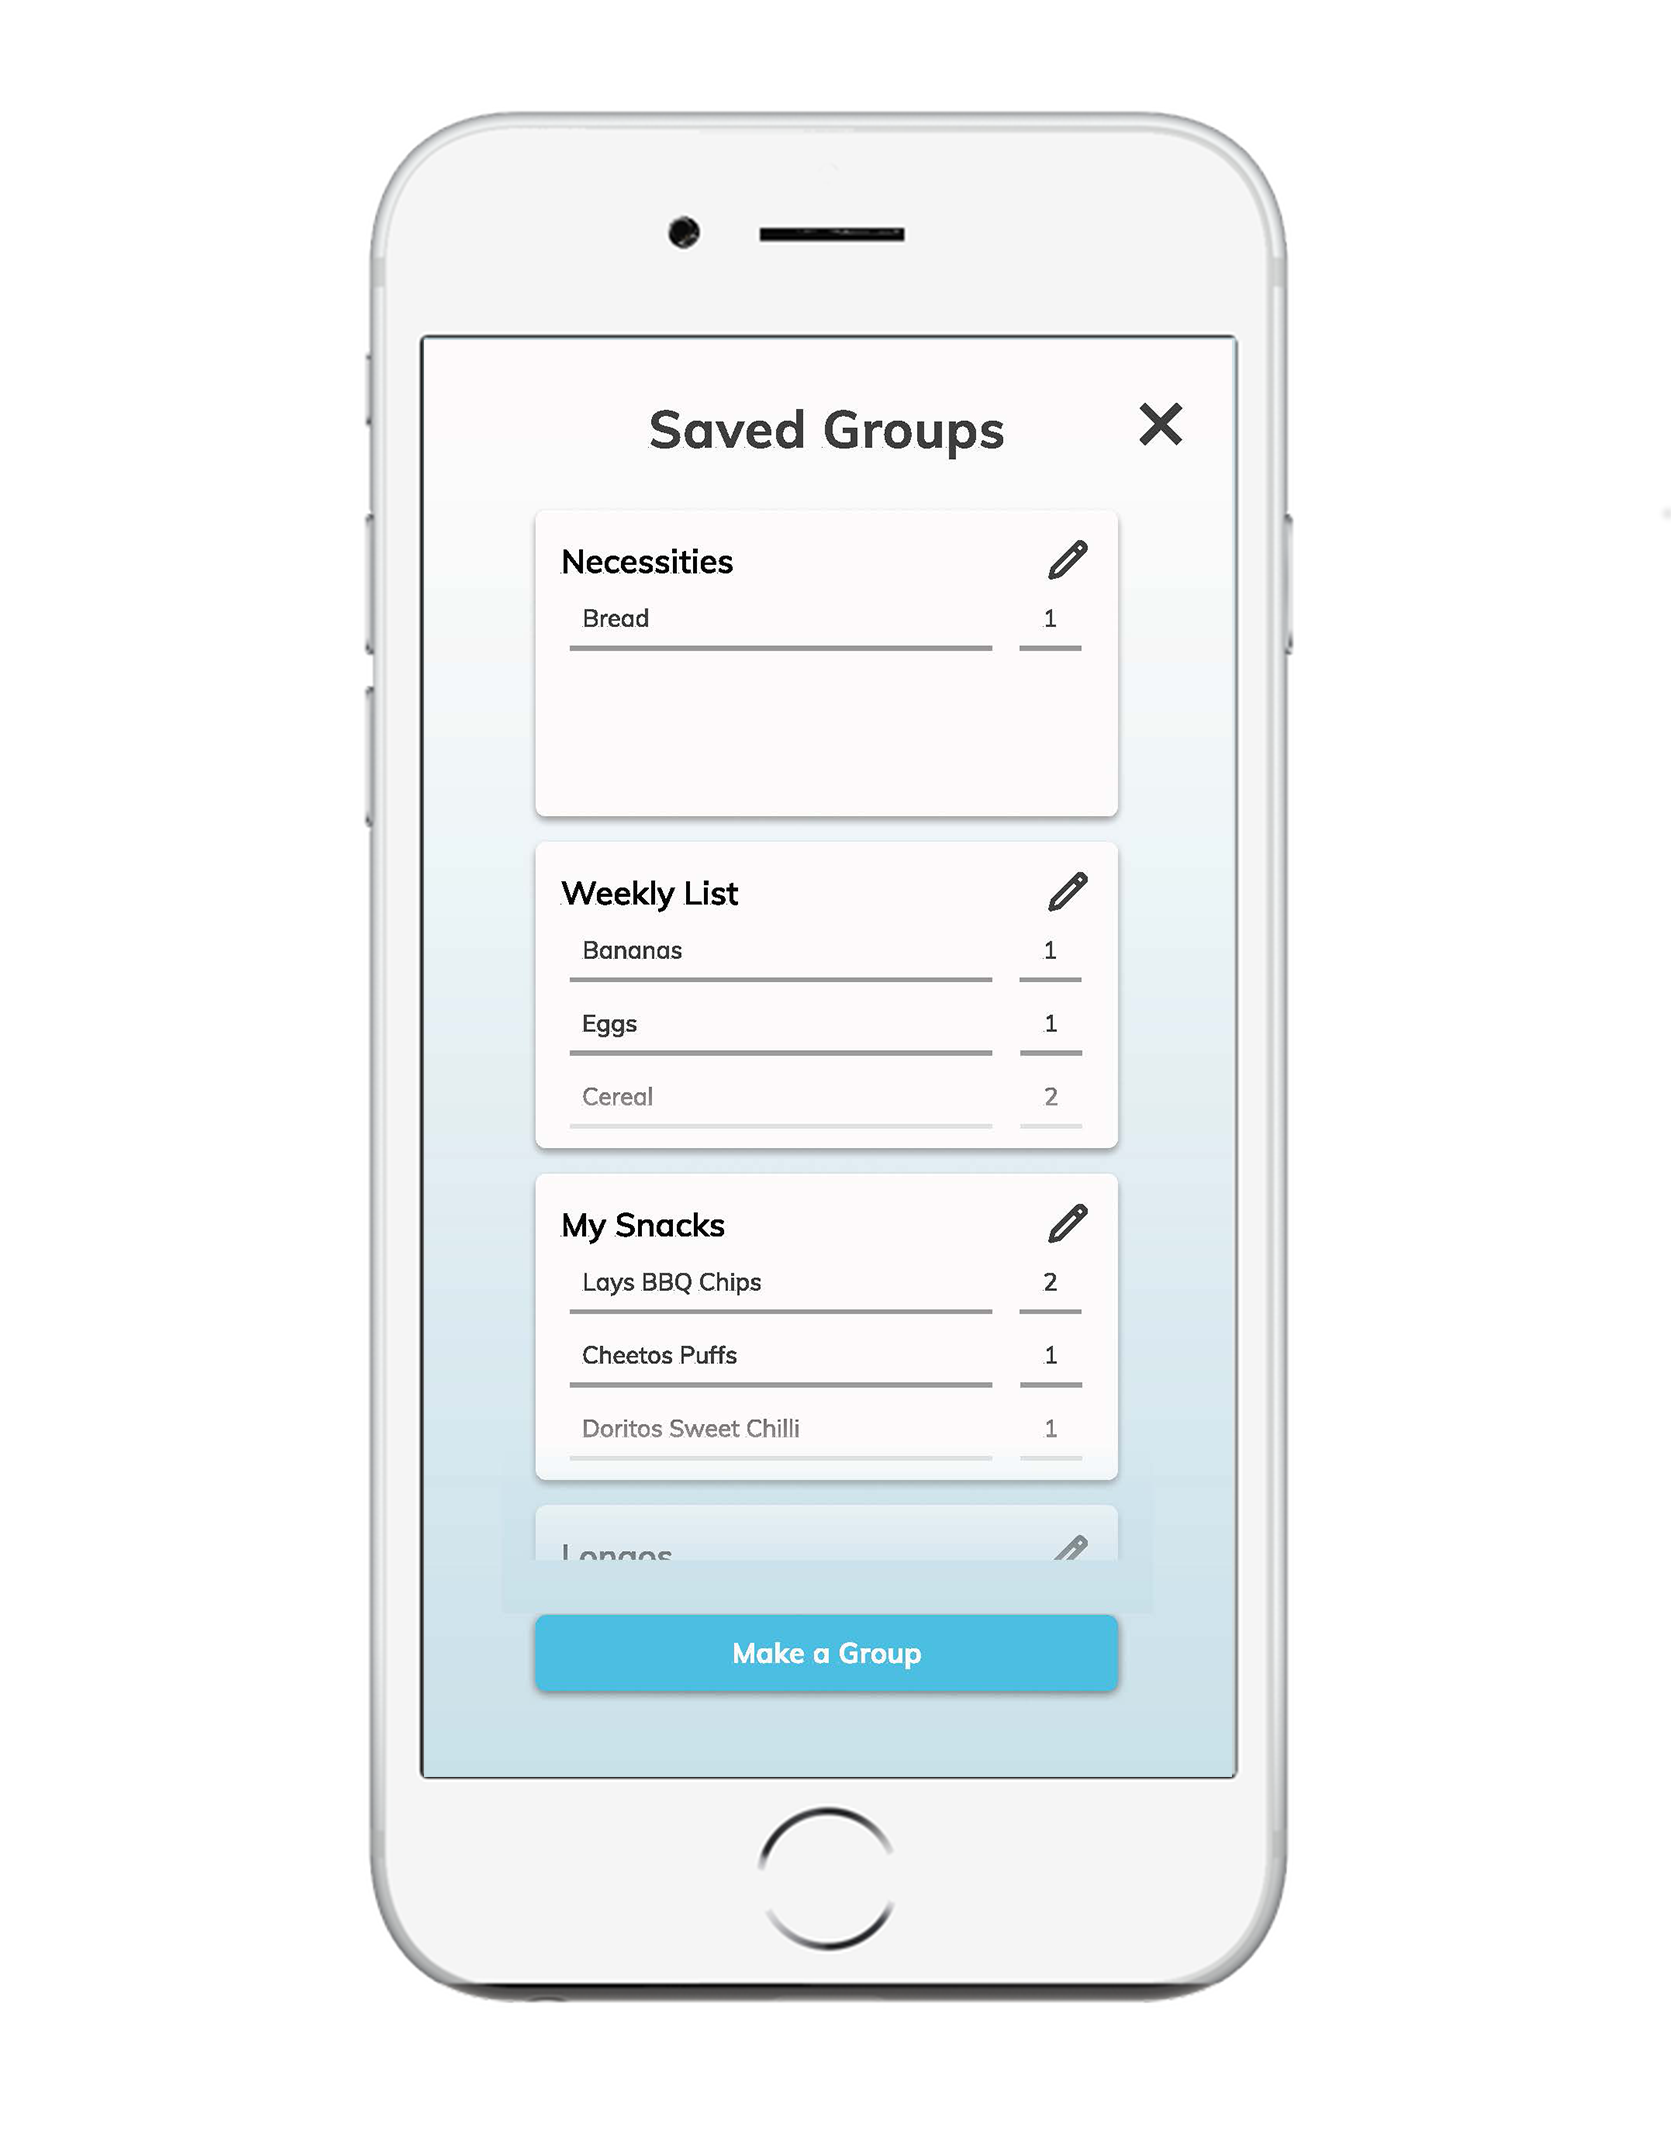 Saved Groups
Necessities
Bread 1
Weekly List
Bananas 1
Eggs 1
Cereal 2
My Snacks
Lays BBQ Chips 2
Cheetos Puffs 1
Doritos Sweet Chilli 1
Longos
Make a Group